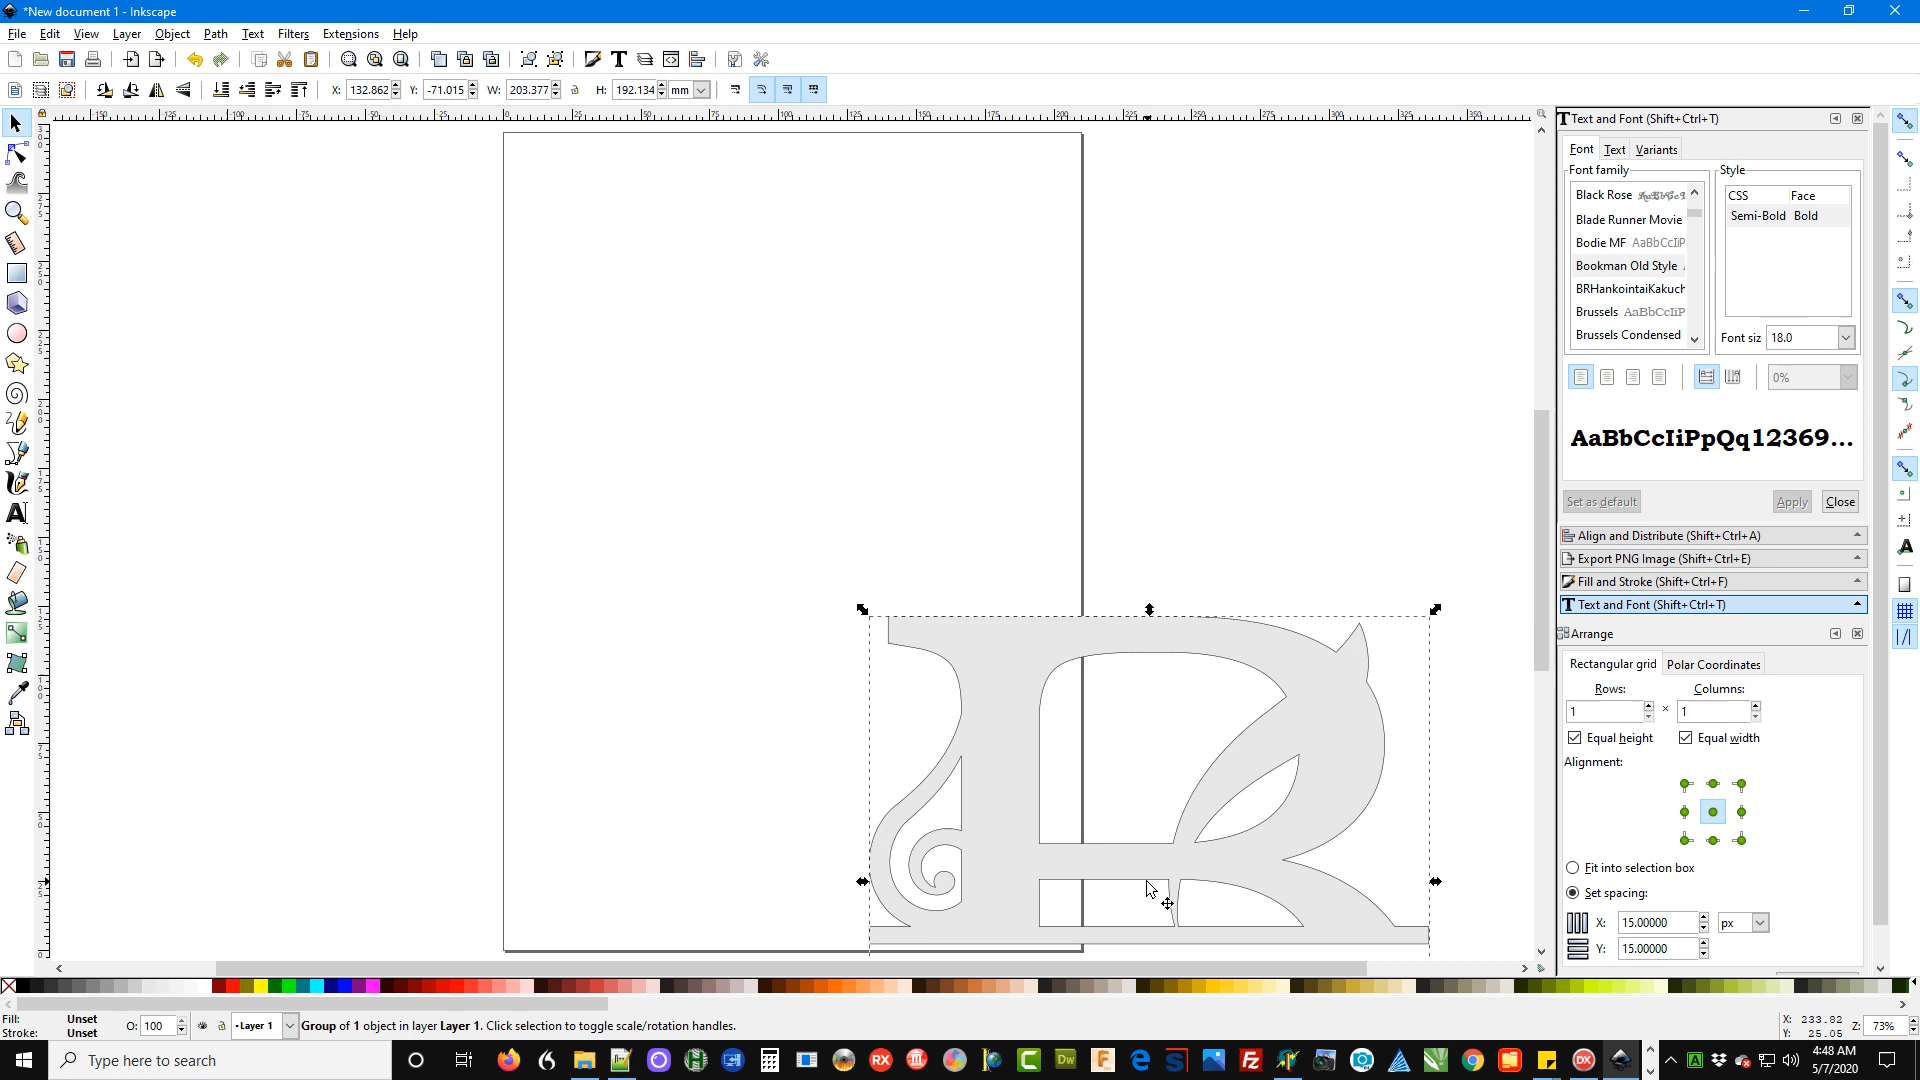 *New document 1 - Inkscape
File Edit View Layer Object Path Text Filters Extensions Help
X: 132.862 Y: -71.015 W: 203.377 H: 192.134 mm
Text and Font (Shift+Ctrl+T)
Font Text Variants
Font family
Style
Black Rose
CSS Face
Semi-Bold Bold
Blade Runner Movie
Bodie MF AaBbCcIiP
Bookman Old Style
BRHankointaiKakuch
Brussels AaBbCcIiP
Brussels Condensed
Font siz 18.0
0%
AaBbCcIiPpQq12369...
Set as default Apply Close
Align and Distribute (Shift+Ctrl+A)
Export PNG Image (Shift+Ctrl+E)
Fill and Stroke (Shift+Ctrl+F)
Text and Font (Shift+Ctrl+T)
Arrange
Rectangular grid Polar Coordinates
Rows: Columns:
1 × 1
Equal height Equal width
Alignment:
Fit into selection box
Set spacing:
X: 15.00000 px
Y: 15.00000
R
Fill: Unset
Stroke: Unset
O: 100
•Layer 1
Group of 1 object in layer Layer 1. Click selection to toggle scale/rotation handles.
X: 233.82
Y: 25.05
Z: 73%
Type here to search
4:48 AM
5/7/2020